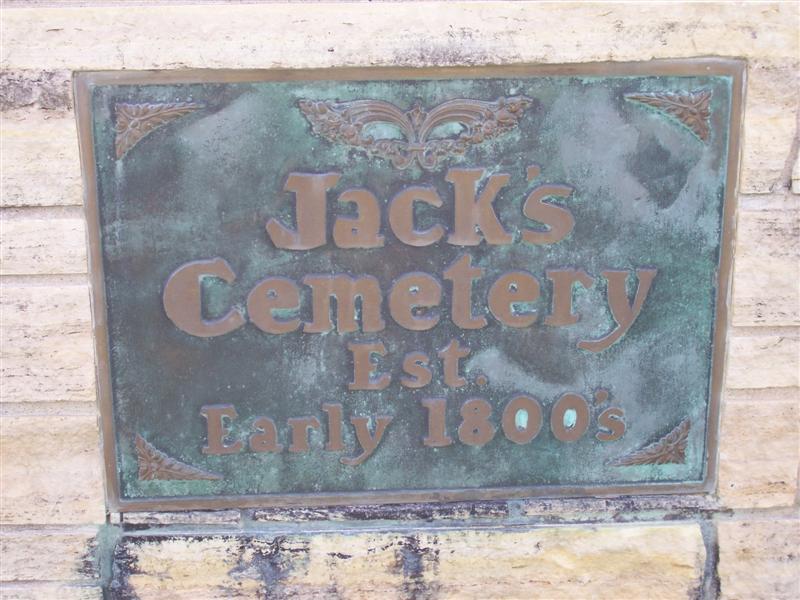 Jack's
Cemetery
Est.
Early 1800's